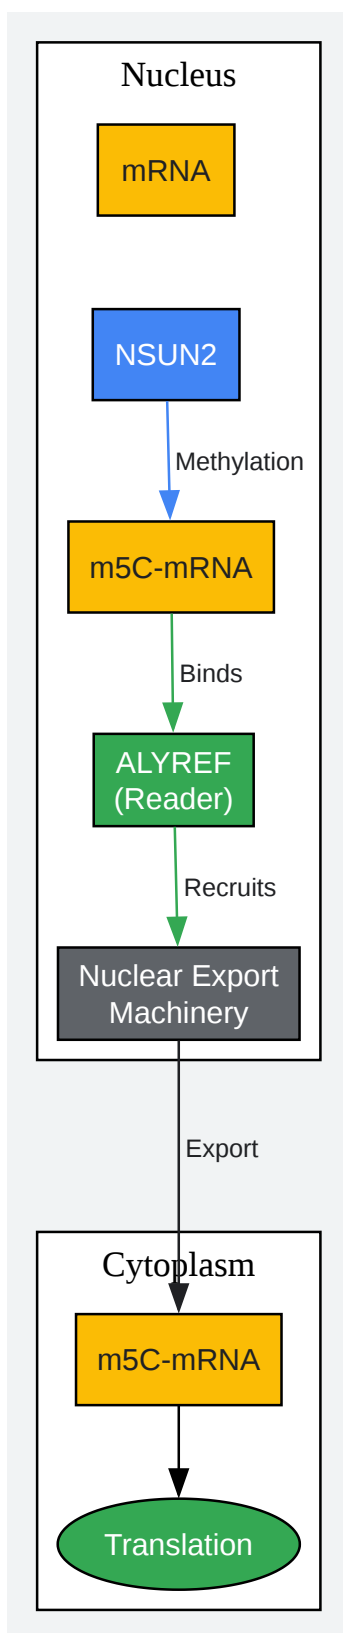 Nucleus
mRNA
NSUN2
Methylation
m5C-mRNA
Binds
ALYREF
(Reader)
Recruits
Nuclear Export
Machinery
Export
Cytoplasm
m5C-mRNA
Translation